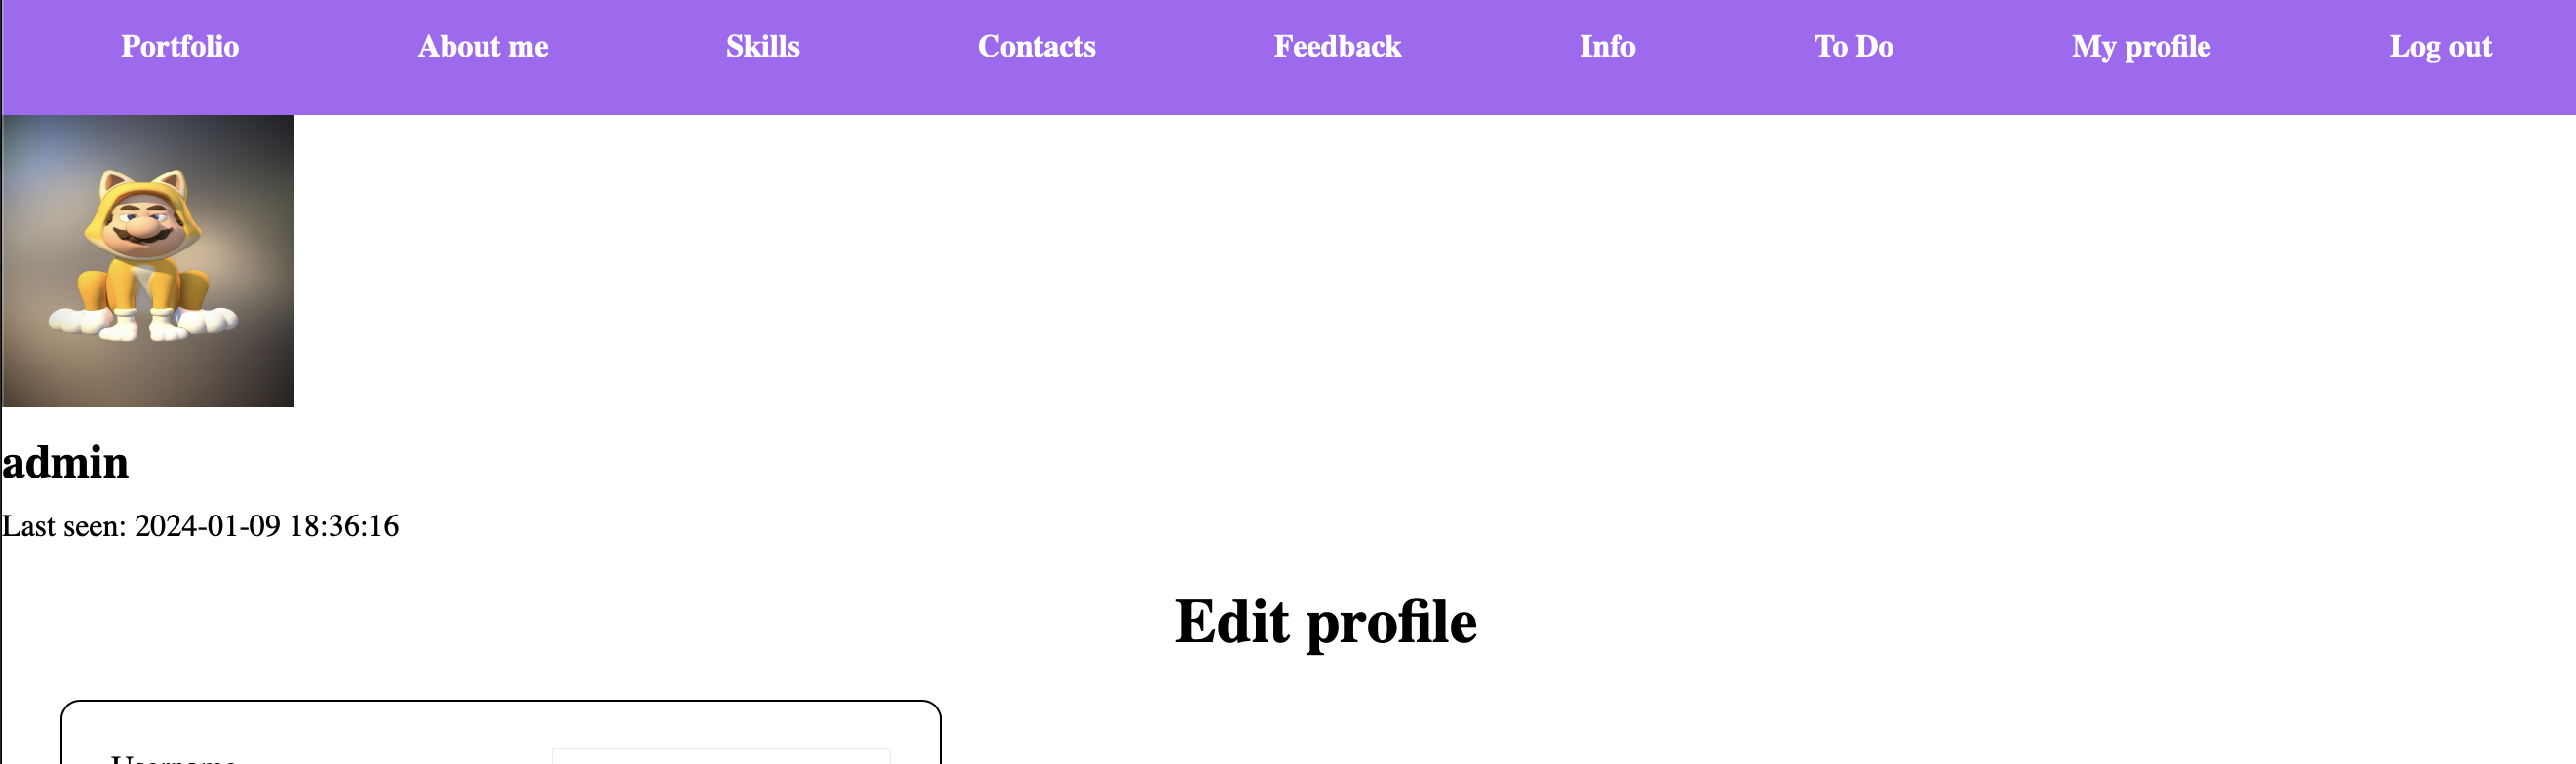 Portfolio About me Skills Contacts Feedback Info To Do My profile Log out
admin
Last seen: 2024-01-09 18:36:16
Edit profile
Username